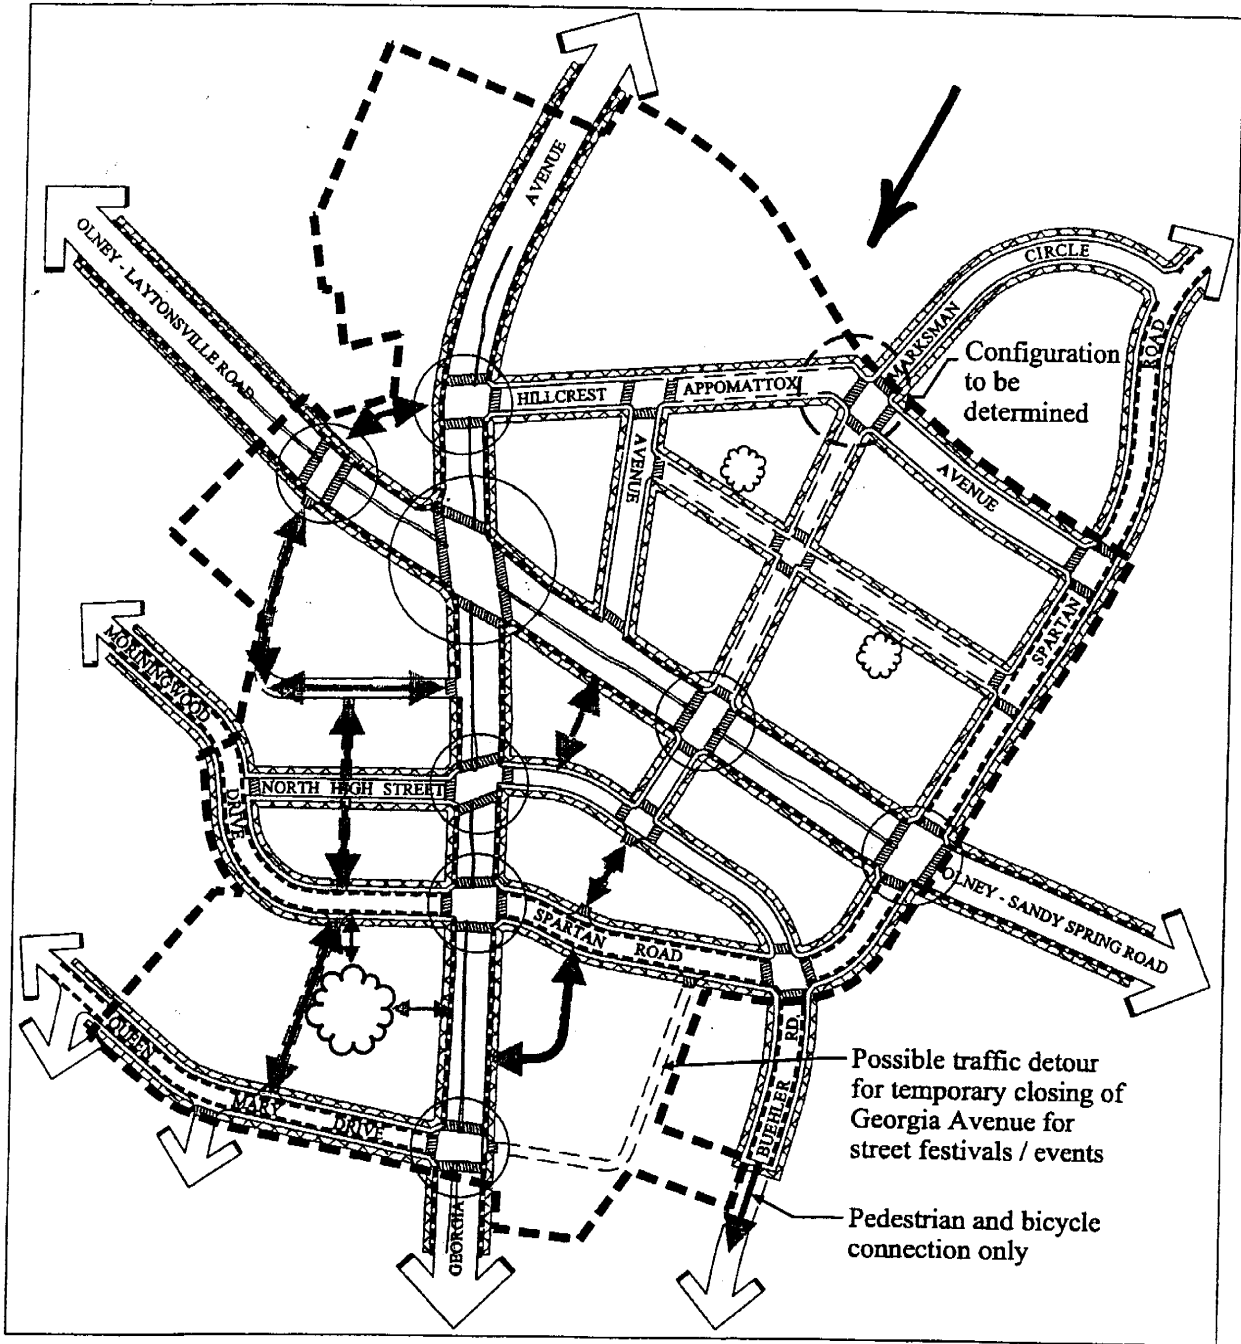 AVENUE
OLNEY - LAYTONSVILLE ROAD
CIRCLE
MARKSMAN
ROAD
Configuration
to be
determined
HILLCREST
APPOMATTOX
AVENUE
AVENUE
SPARTAN
MORNINGWOOD
DRIVE
NORTH HIGH STREET
SPARTAN ROAD
OLNEY - SANDY SPRING ROAD
QUEEN
MARY
DRIVE
GEORGIA
BUEHLER RD.
Possible traffic detour
for temporary closing of
Georgia Avenue for
street festivals / events
Pedestrian and bicycle
connection only